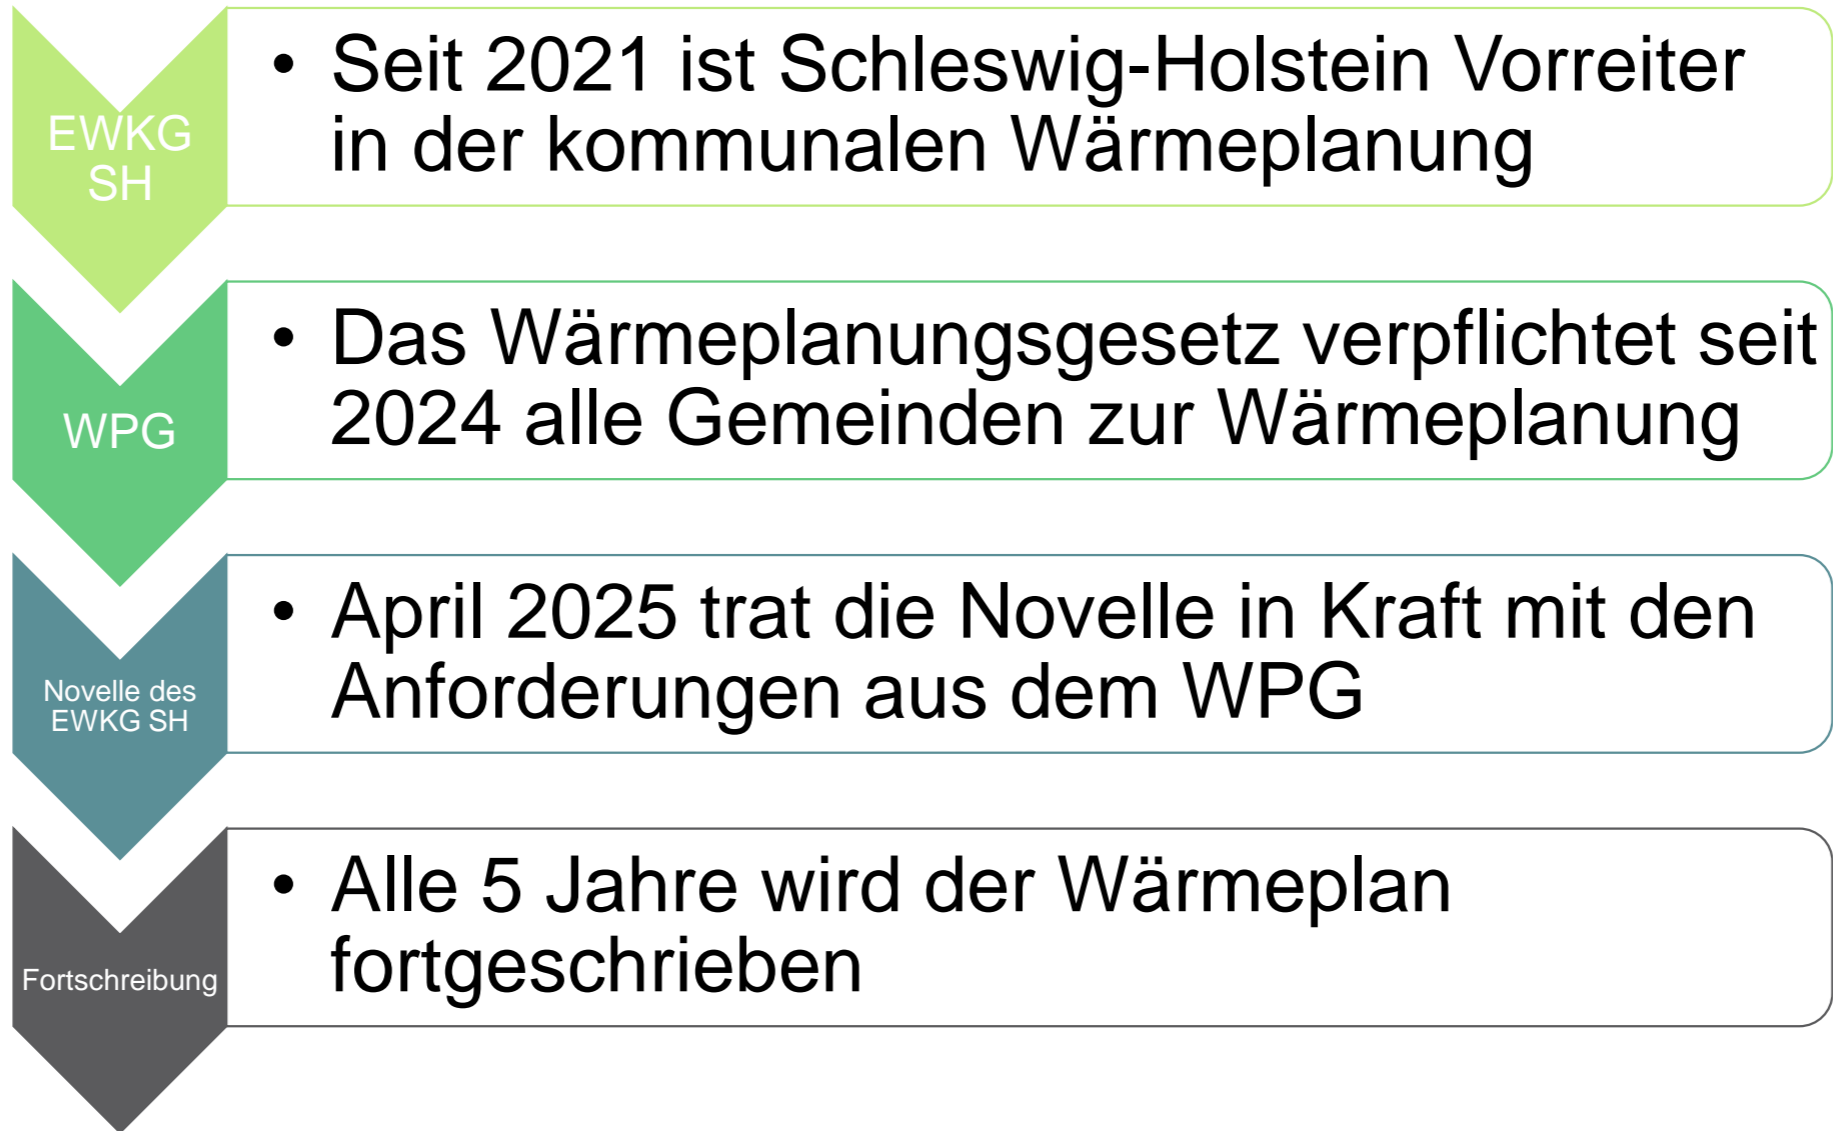 EWKG
SH
• Seit 2021 ist Schleswig-Holstein Vorreiter
in der kommunalen Wärmeplanung
WPG
• Das Wärmeplanungsgesetz verpflichtet seit
2024 alle Gemeinden zur Wärmeplanung
Novelle des
EWKG SH
• April 2025 trat die Novelle in Kraft mit den
Anforderungen aus dem WPG
Fortschreibung
• Alle 5 Jahre wird der Wärmeplan
fortgeschrieben